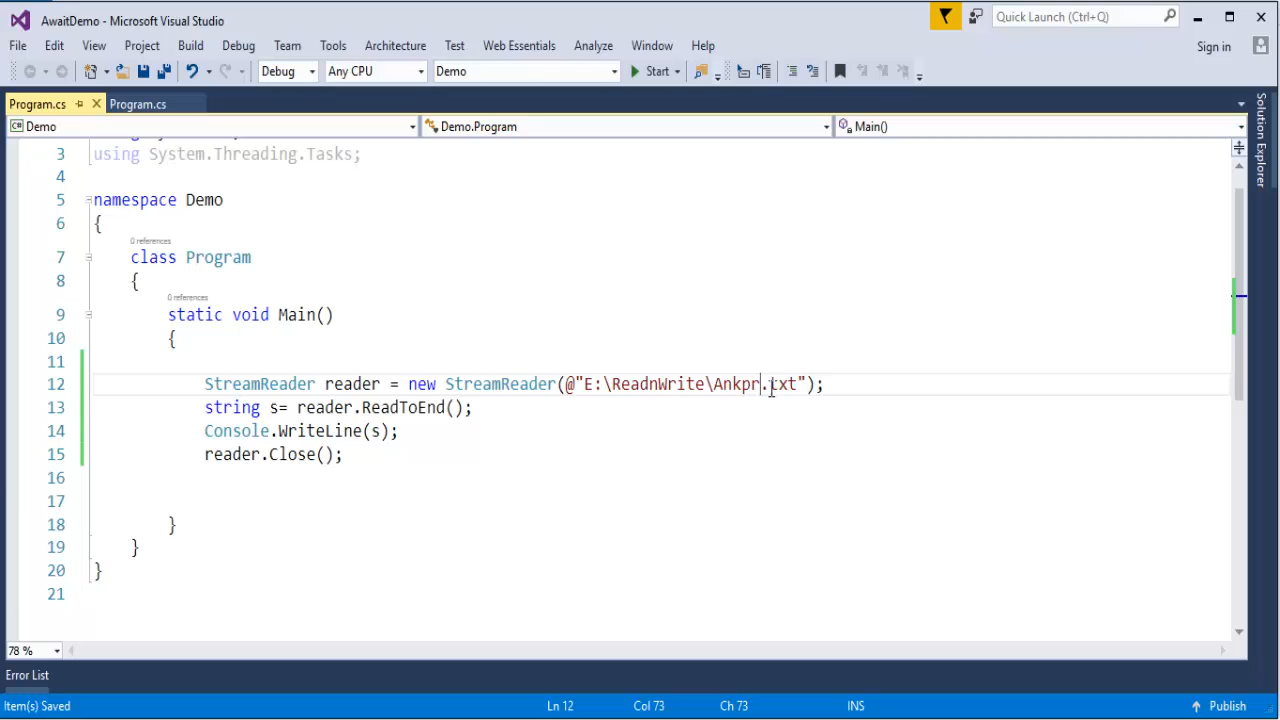 AwaitDemo - Microsoft Visual Studio
Quick Launch (Ctrl+Q)
File Edit View Project Build Debug Team Tools Architecture Test Web Essentials Analyze Window Help
Sign in
Debug Any CPU Demo Start
Program.cs Program.cs
Demo Demo.Program Main()
Solution Explorer
3 using System.Threading.Tasks;
4
5 namespace Demo
6 {
0 references
7 class Program
8 {
0 references
9 static void Main()
10 {
11
12 StreamReader reader = new StreamReader(@"E:\ReadnWrite\Ankpr.txt");
13 string s= reader.ReadToEnd();
14 Console.WriteLine(s);
15 reader.Close();
16
17
18 }
19 }
20 }
21
78 %
Error List
Item(s) Saved Ln 12 Col 73 Ch 73 INS Publish